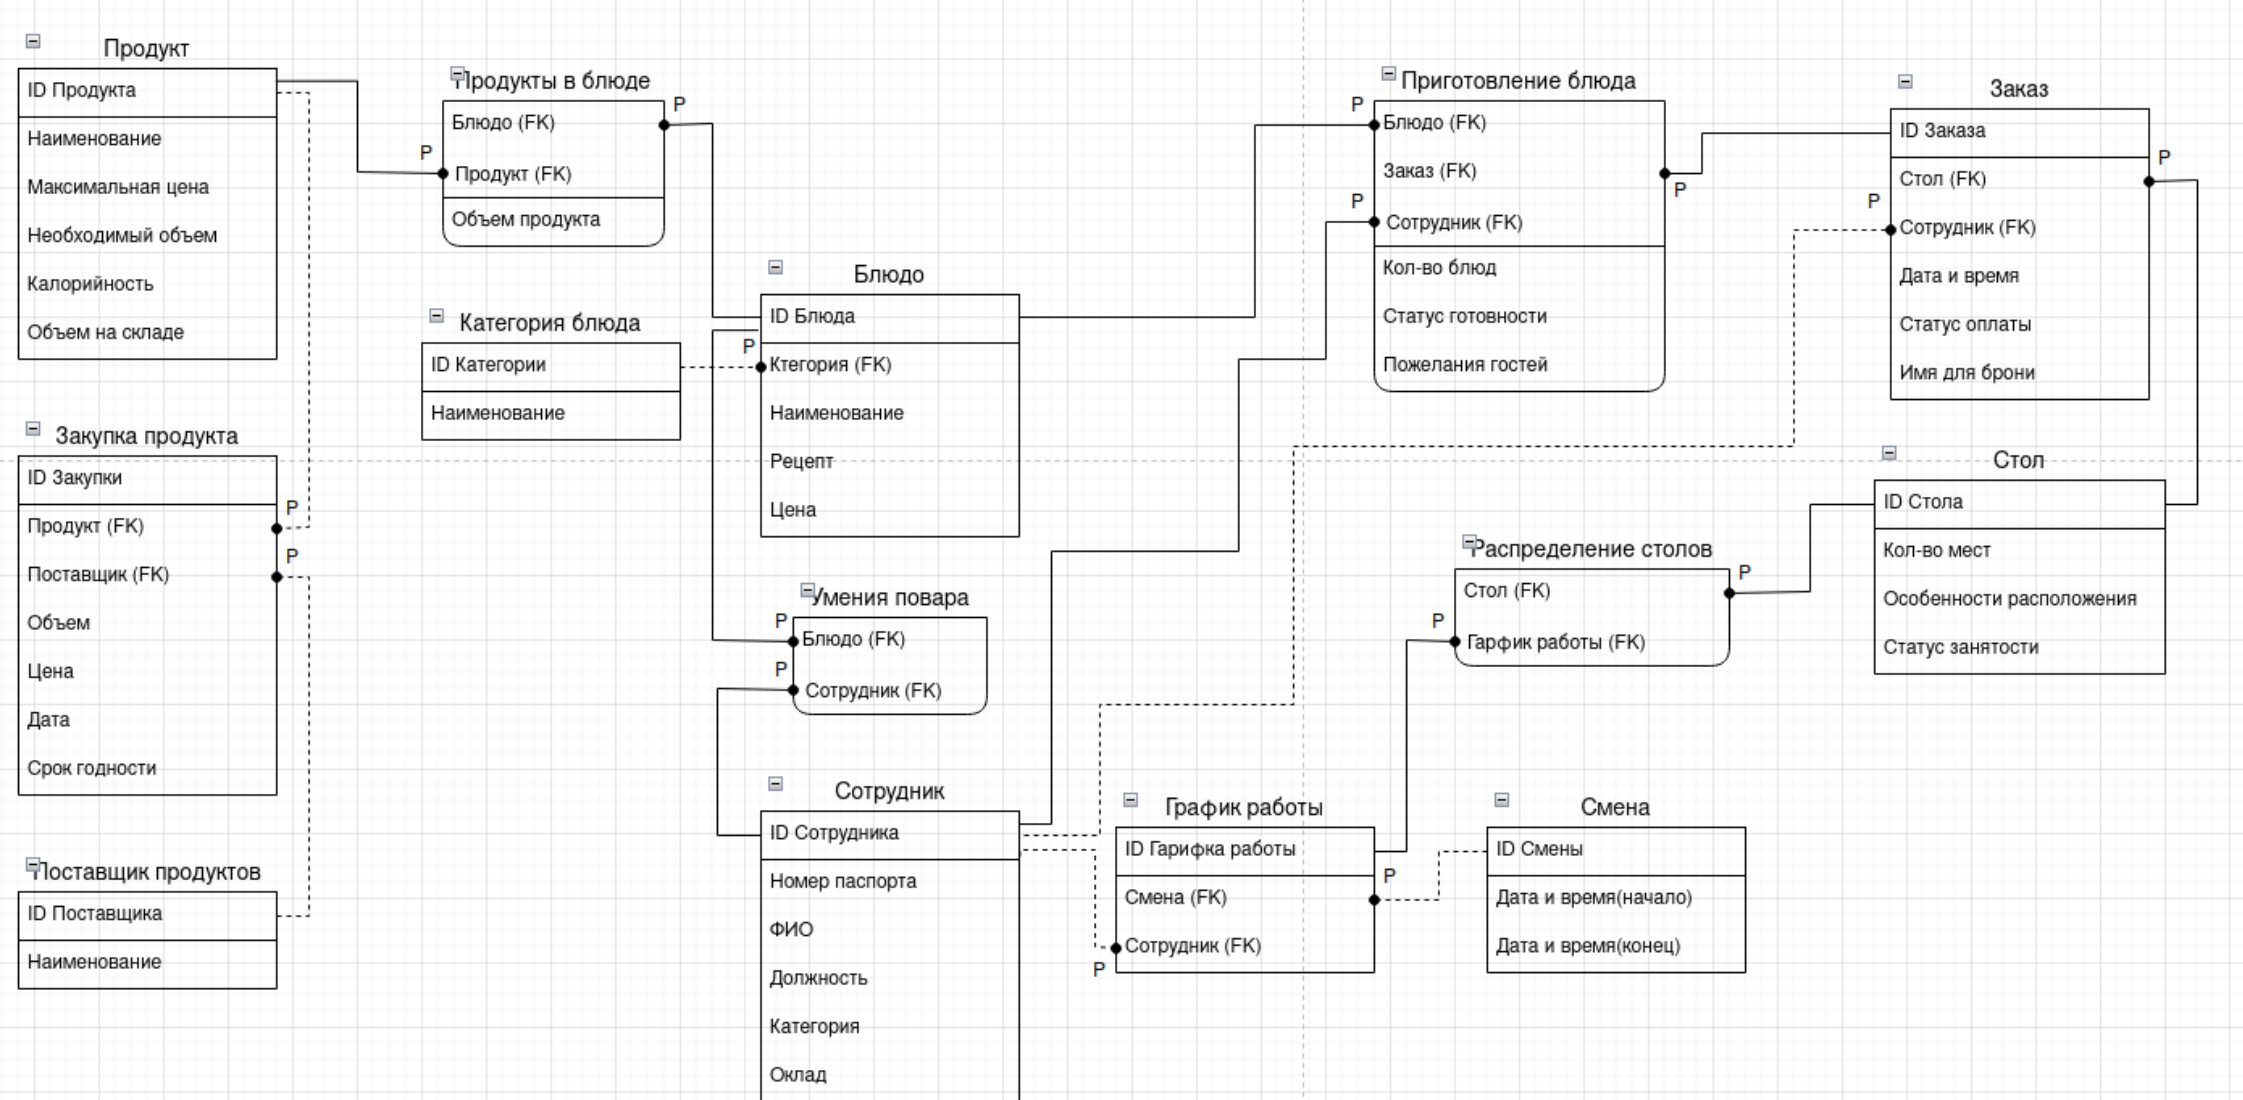 Продукт
ID Продукта
Наименование
Максимальная цена
Необходимый объем
Калорийность
Объем на складе
Продукты в блюде
P
Блюдо (FK)
P
Продукт (FK)
Объем продукта
Категория блюда
ID Категории
Наименование
Блюдо
ID Блюда
P
Ктегория (FK)
Наименование
Рецепт
Цена
Приготовление блюда
P
Блюдо (FK)
Заказ (FK)
P
P
Сотрудник (FK)
Кол-во блюд
Статус готовности
Пожелания гостей
Заказ
ID Заказа
P
Стол (FK)
P
Сотрудник (FK)
Дата и время
Статус оплаты
Имя для брони
Закупка продукта
ID Закупки
P
Продукт (FK)
P
Поставщик (FK)
Объем
Цена
Дата
Срок годности
Умения повара
P
Блюдо (FK)
P
Сотрудник (FK)
Распределение столов
P
Стол (FK)
P
Гарфик работы (FK)
Стол
ID Стола
Кол-во мест
Особенности расположения
Статус занятости
Поставщик продуктов
ID Поставщика
Наименование
Сотрудник
ID Сотрудника
Номер паспорта
ФИО
Должность
Категория
Оклад
График работы
ID Гарифка работы
P
Смена (FK)
Сотрудник (FK)
P
Смена
ID Смены
Дата и время(начало)
Дата и время(конец)